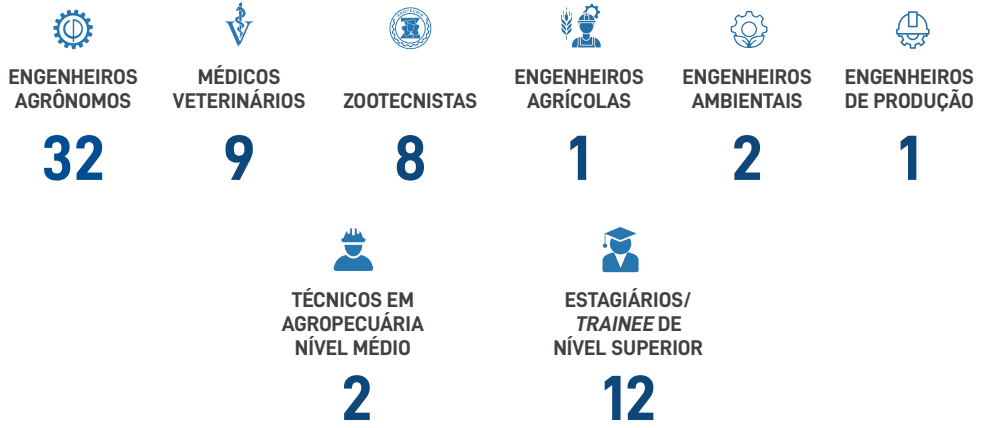 ENGENHEIROS
AGRÔNOMOS
32
MÉDICOS
VETERINÁRIOS
9
ZOOTECNISTAS
8
ENGENHEIROS
AGRÍCOLAS
1
ENGENHEIROS
AMBIENTAIS
2
ENGENHEIROS
DE PRODUÇÃO
1
TÉCNICOS EM
AGROPECUÁRIA
NÍVEL MÉDIO
2
ESTAGIÁRIOS/
TRAINEE DE
NÍVEL SUPERIOR
12